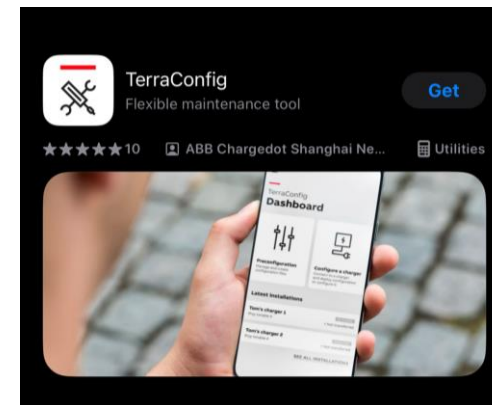 TerraConfig
Flexible maintenance tool
Get
★★★★★ 10
ABB Chargedot Shanghai Ne...
Utilities
TerraConfig
Dashboard
Preconfiguration
Configure a charger
Latest installations
Tom's charger 1
Tom's charger 2
SEE ALL INSTALLATIONS